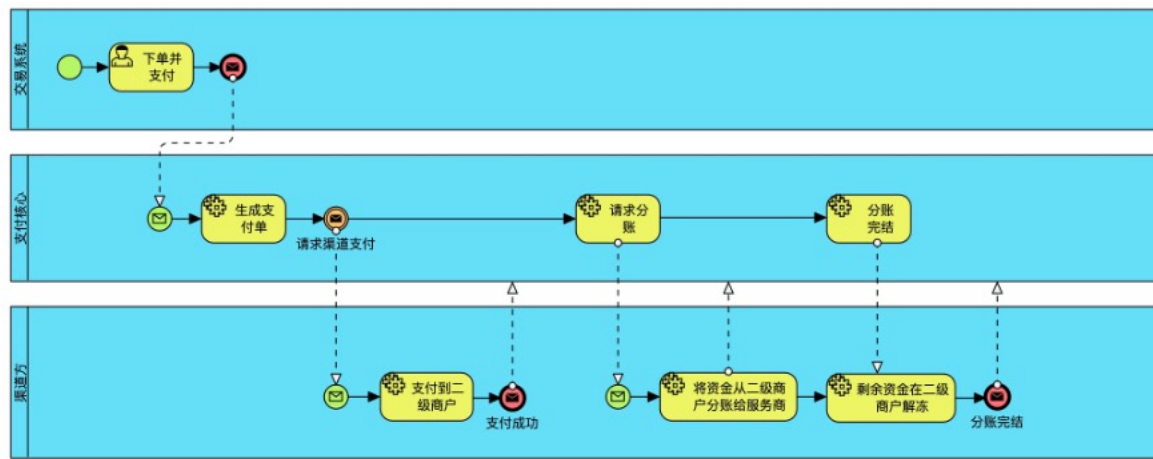 交易系统
下单并
支付
支付核心
生成支
付单
请求渠道支付
请求分
账
分账
完结
渠道方
支付到二
级商户
支付成功
将资金从二级商
户分账给服务商
剩余资金在二级
商户解冻
分账完结